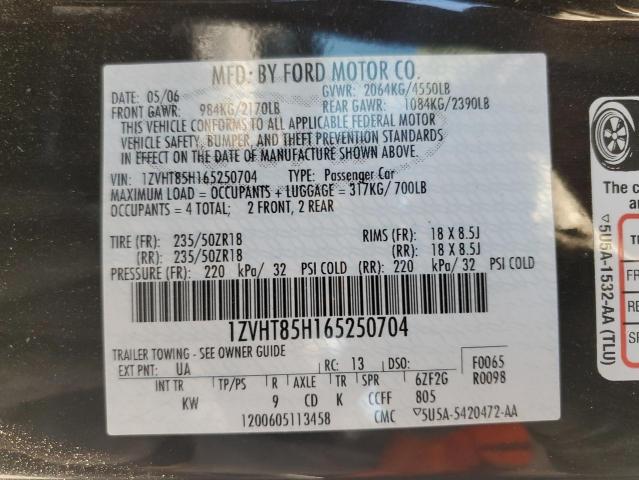 MFD. BY FORD MOTOR CO.
DATE: 05/06 GVWR: 2064KG/4550LB
FRONT GAWR: 984KG/2170LB REAR GAWR: 1084KG/2390LB
THIS VEHICLE CONFORMS TO ALL APPLICABLE FEDERAL MOTOR
VEHICLE SAFETY, BUMPER, AND THEFT PREVENTION STANDARDS
IN EFFECT ON THE DATE OF MANUFACTURE SHOWN ABOVE.
VIN: 1ZVHT85H165250704 TYPE: Passenger Car
MAXIMUM LOAD = OCCUPANTS + LUGGAGE = 317KG/700LB
OCCUPANTS = 4 TOTAL; 2 FRONT, 2 REAR
TIRE (FR): 235/50ZR18 RIMS (FR): 18 X 8.5J
(RR): 235/50ZR18 (RR): 18 X 8.5J
PRESSURE (FR): 220 kPa/ 32 PSI COLD (RR): 220 kPa/ 32 PSI COLD
1ZVHT85H165250704
TRAILER TOWING - SEE OWNER GUIDE
EXT PNT: UA RC: 13 DSO: F0065
INT TR TP/PS R AXLE TR SPR 6ZF2G R0098
KW 9 CD K CCFF 805
1200605113458 CMC ▽5U5A-5420472-AA
▽5U5A-1532-AA (TLU)
The c
an
FR
RE
SP